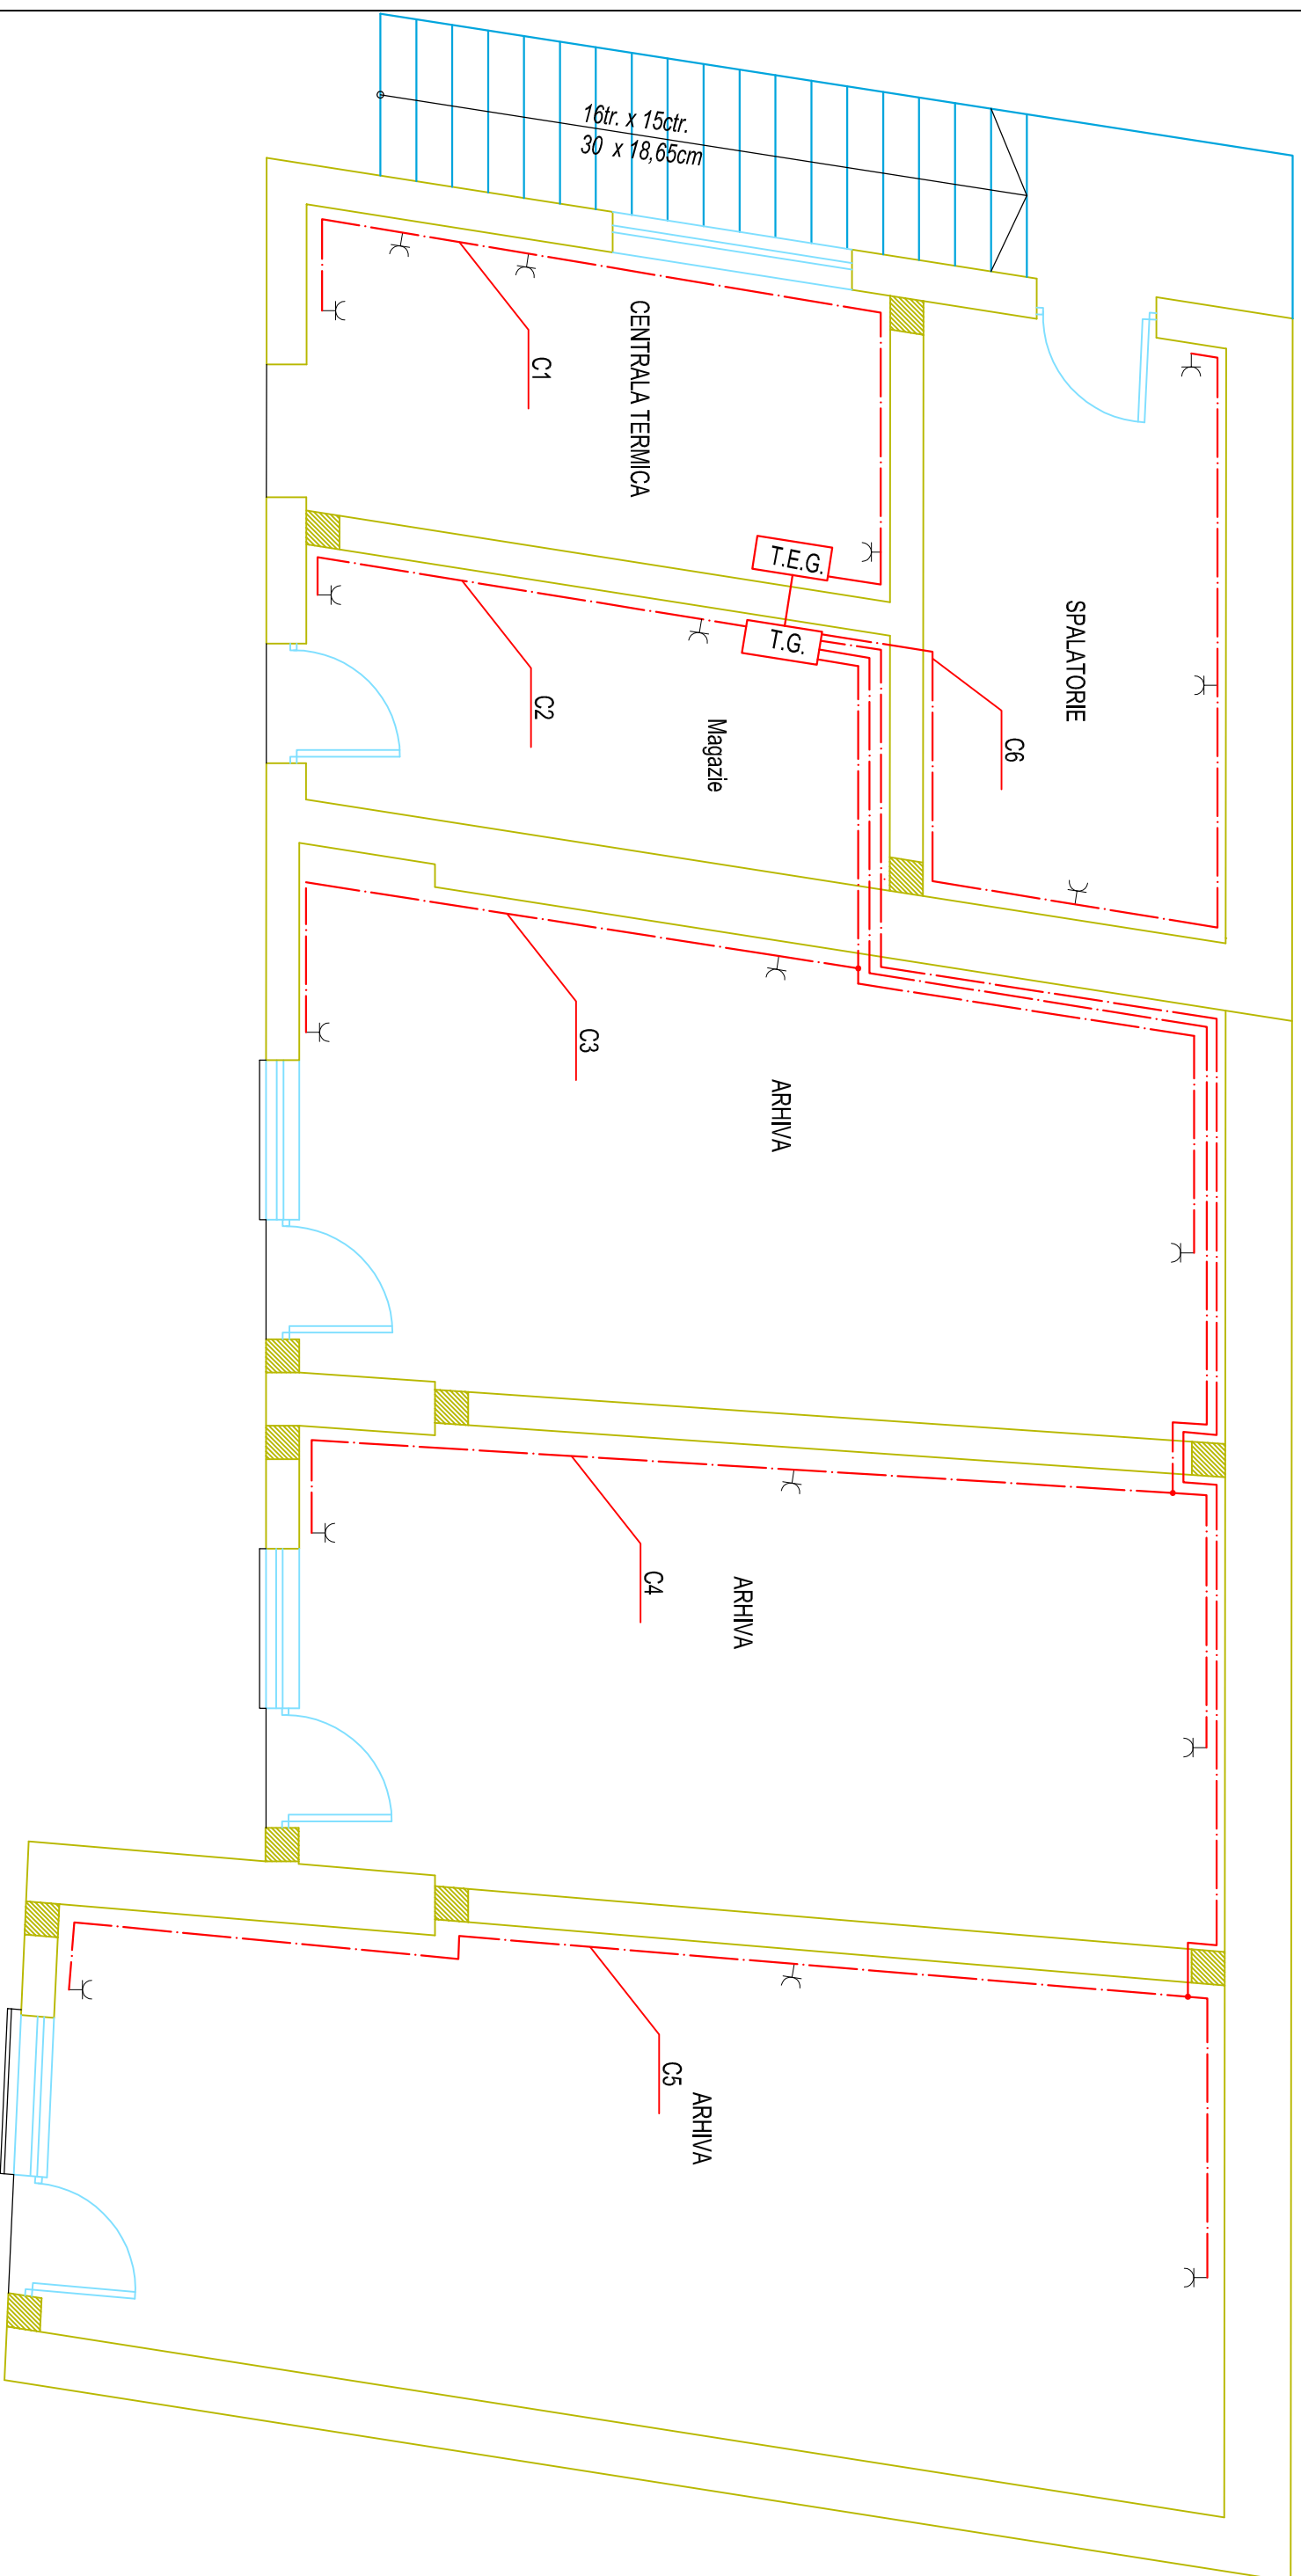 16tr. x 15ctr.
30 x 18,65cm
C1
CENTRALA TERMICA
T.E.G.
T.G.
C2
Magazie
SPALATORIE
C6
C3
ARHIVA
C4
ARHIVA
C5
ARHIVA